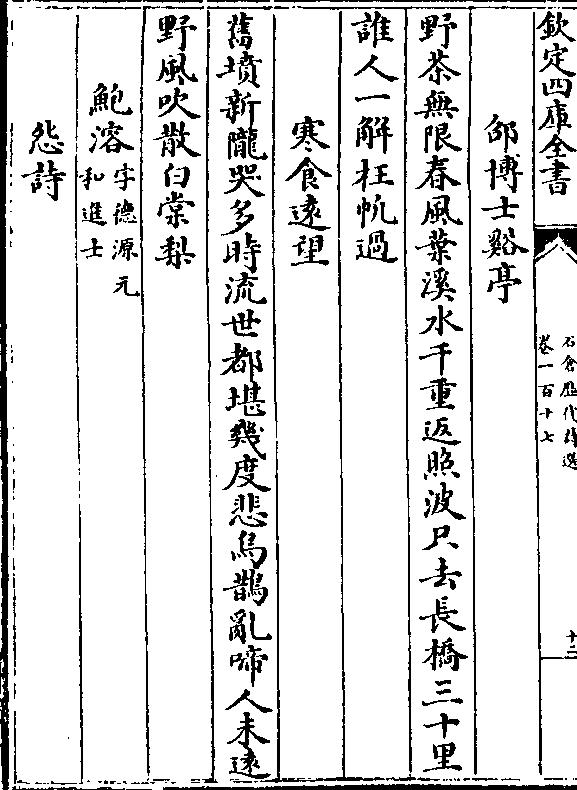 欽定四庫全書
石倉歷代詩選
卷一百十七
十二
邰博士谿亭
野茶無限春風葉溪水千重返照波只去長橋三十里
誰人一解枉帆過
寒食遠望
舊墳新隴哭多時流世都堪幾度悲烏鵲亂啼人未遠
野風吹散白棠梨
鮑溶字德源元
和進士
怨詩